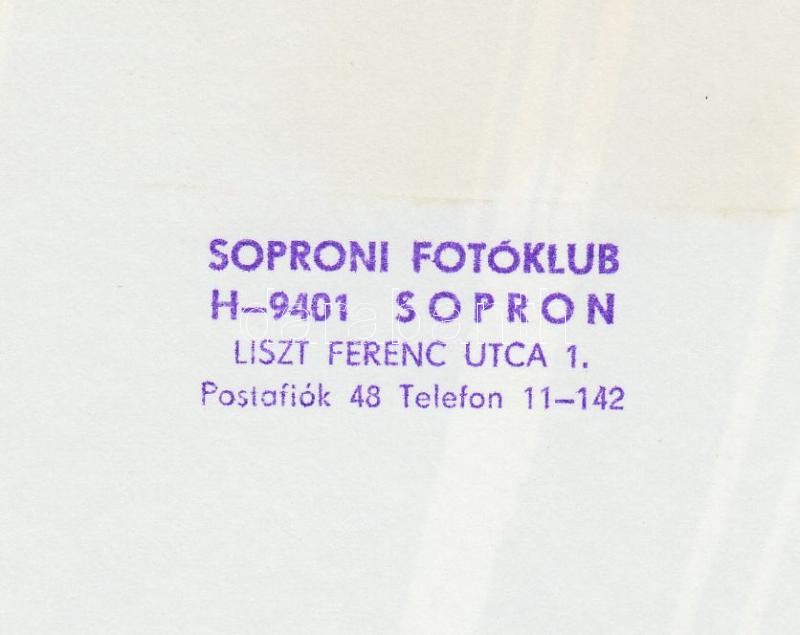 SOPRONI FOTÓKLUB
H-9401 SOPRON
LISZT FERENC UTCA 1.
Postafiók 48 Telefon 11-142